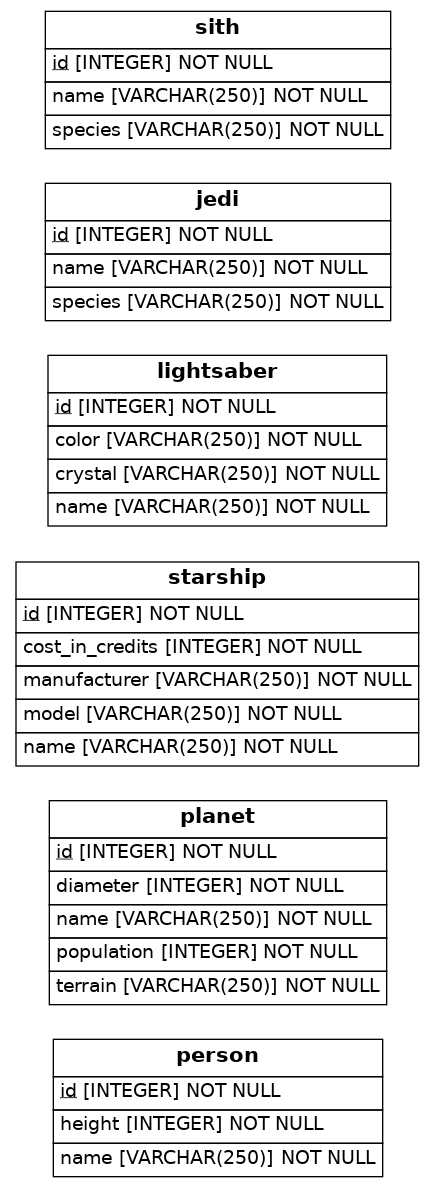 sith
id [INTEGER] NOT NULL
name [VARCHAR(250)] NOT NULL
species [VARCHAR(250)] NOT NULL
jedi
id [INTEGER] NOT NULL
name [VARCHAR(250)] NOT NULL
species [VARCHAR(250)] NOT NULL
lightsaber
id [INTEGER] NOT NULL
color [VARCHAR(250)] NOT NULL
crystal [VARCHAR(250)] NOT NULL
name [VARCHAR(250)] NOT NULL
starship
id [INTEGER] NOT NULL
cost_in_credits [INTEGER] NOT NULL
manufacturer [VARCHAR(250)] NOT NULL
model [VARCHAR(250)] NOT NULL
name [VARCHAR(250)] NOT NULL
planet
id [INTEGER] NOT NULL
diameter [INTEGER] NOT NULL
name [VARCHAR(250)] NOT NULL
population [INTEGER] NOT NULL
terrain [VARCHAR(250)] NOT NULL
person
id [INTEGER] NOT NULL
height [INTEGER] NOT NULL
name [VARCHAR(250)] NOT NULL